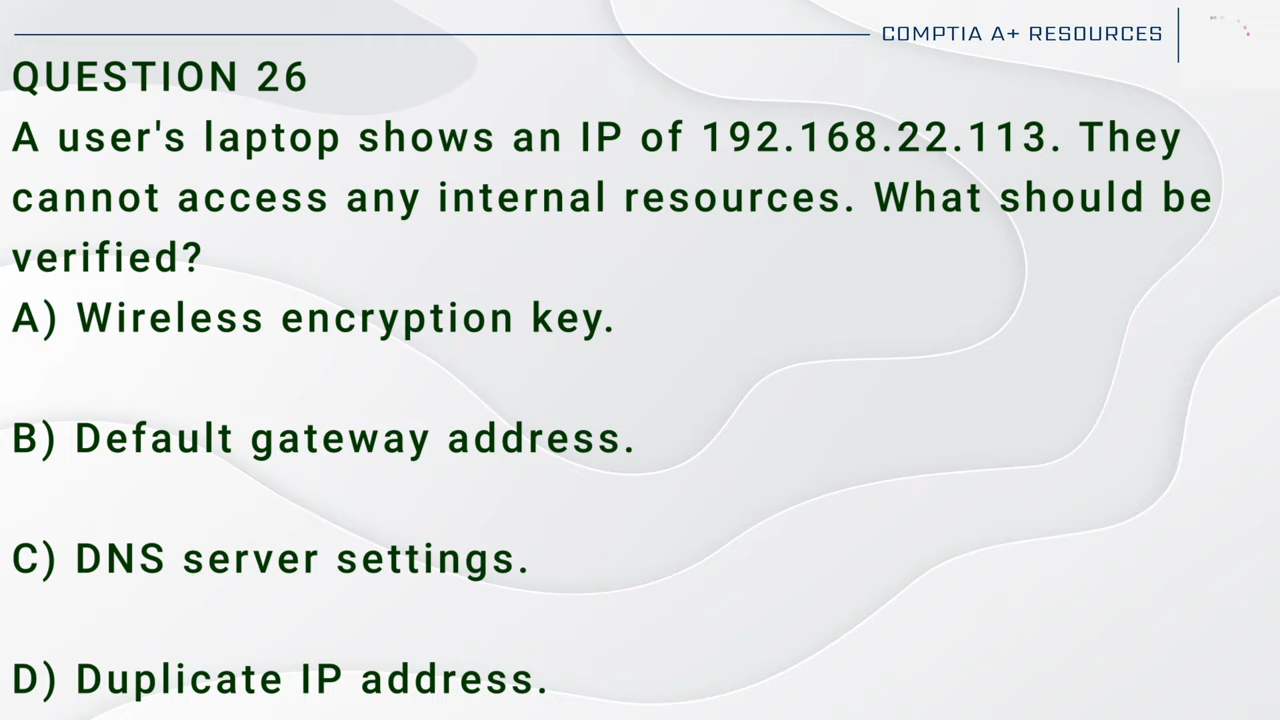 COMPTIA A+ RESOURCES
QUESTION 26
A user's laptop shows an IP of 192.168.22.113. They
cannot access any internal resources. What should be
verified?
A) Wireless encryption key.
B) Default gateway address.
C) DNS server settings.
D) Duplicate IP address.